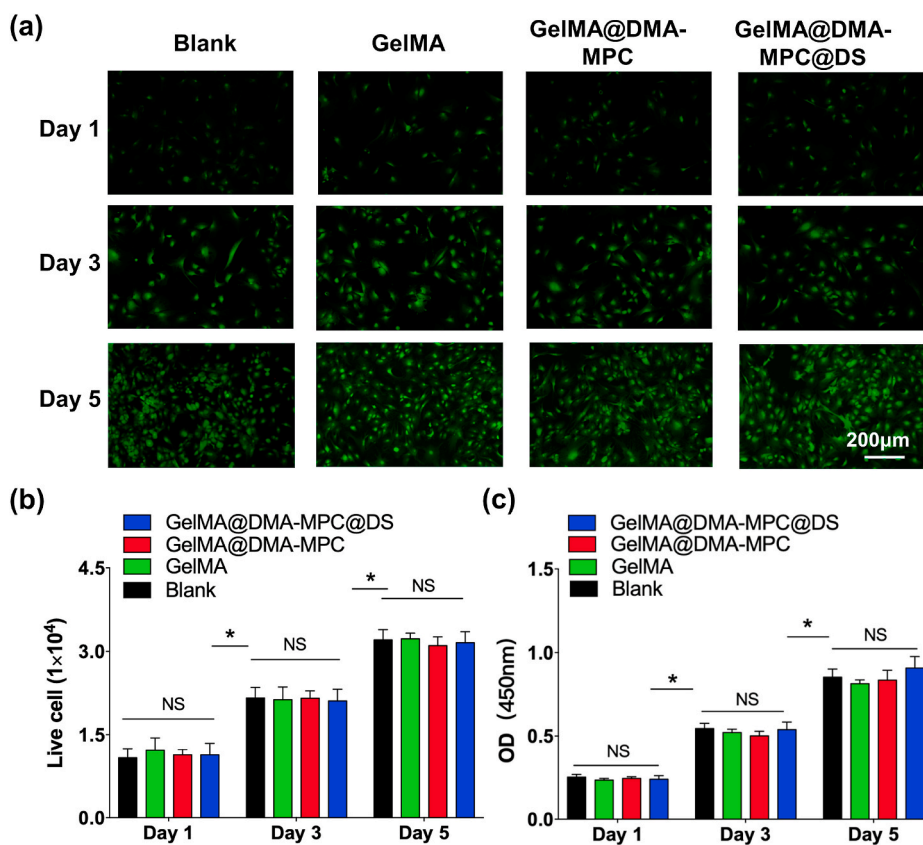 (a)
Blank
GelMA
GelMA@DMA-
MPC
GelMA@DMA-
MPC@DS
Day 1
Day 3
Day 5
200μm
(b)
GelMA@DMA-MPC@DS
GelMA@DMA-MPC
GelMA
Blank
Live cell (1×10⁴)
4.5
3.0
1.5
0.0
NS
*
NS
*
NS
Day 1
Day 3
Day 5
(c)
GelMA@DMA-MPC@DS
GelMA@DMA-MPC
GelMA
Blank
OD (450nm)
1.5
1.0
0.5
0.0
NS
*
NS
*
NS
Day 1
Day 3
Day 5